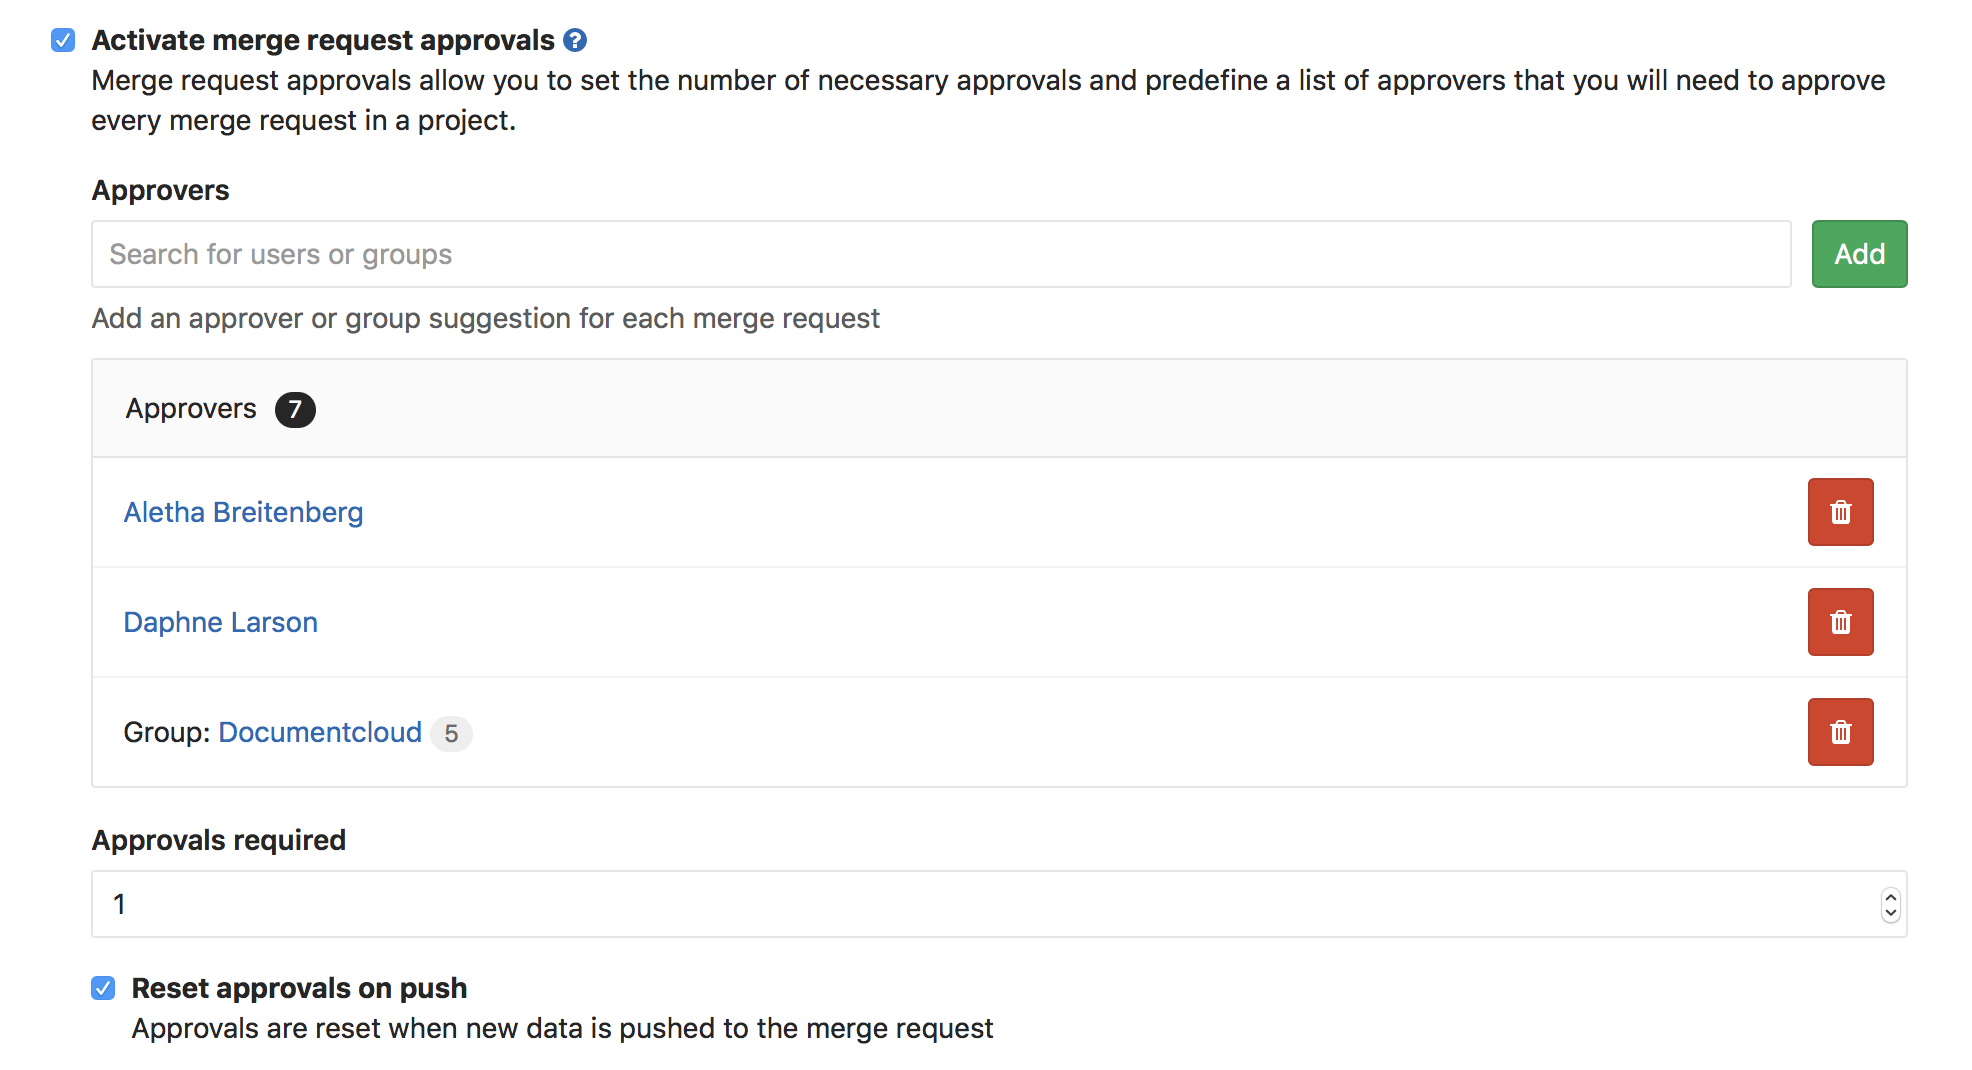 Activate merge request approvals ?
Merge request approvals allow you to set the number of necessary approvals and predefine a list of approvers that you will need to approve
every merge request in a project.
Approvers
Search for users or groups
Add
Add an approver or group suggestion for each merge request
Approvers 7
Aletha Breitenberg
Daphne Larson
Group: Documentcloud 5
Approvals required
1
Reset approvals on push
Approvals are reset when new data is pushed to the merge request